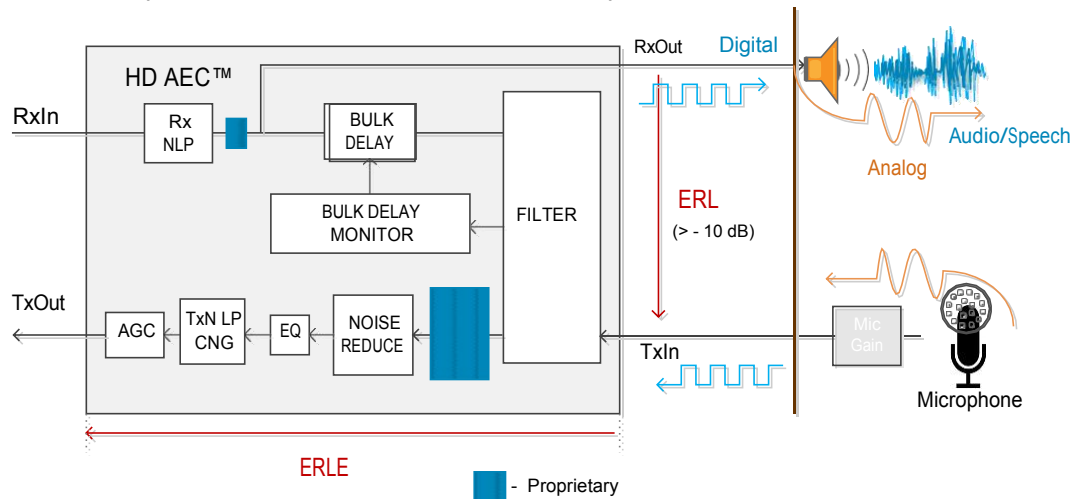 RxOut
Digital
HD AEC™
RxIn
Rx
NLP
BULK
DELAY
Audio/Speech
Analog
BULK DELAY
MONITOR
FILTER
ERL
(> - 10 dB)
TxOut
AGC
TxN LP
CNG
EQ
NOISE
REDUCE
TxIn
Mic
Gain
Microphone
ERLE
- Proprietary